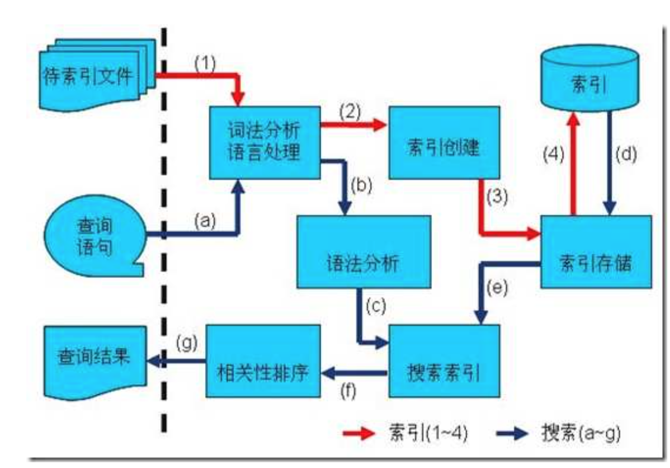 待索引文件
(1)
词法分析
语言处理
(2)
索引创建
索引
(4)
(d)
(3)
(b)
查询
语句
(a)
语法分析
索引存储
(e)
(c)
查询结果
(g)
相关性排序
(f)
搜索索引
索引(1~4)
搜索(a~g)